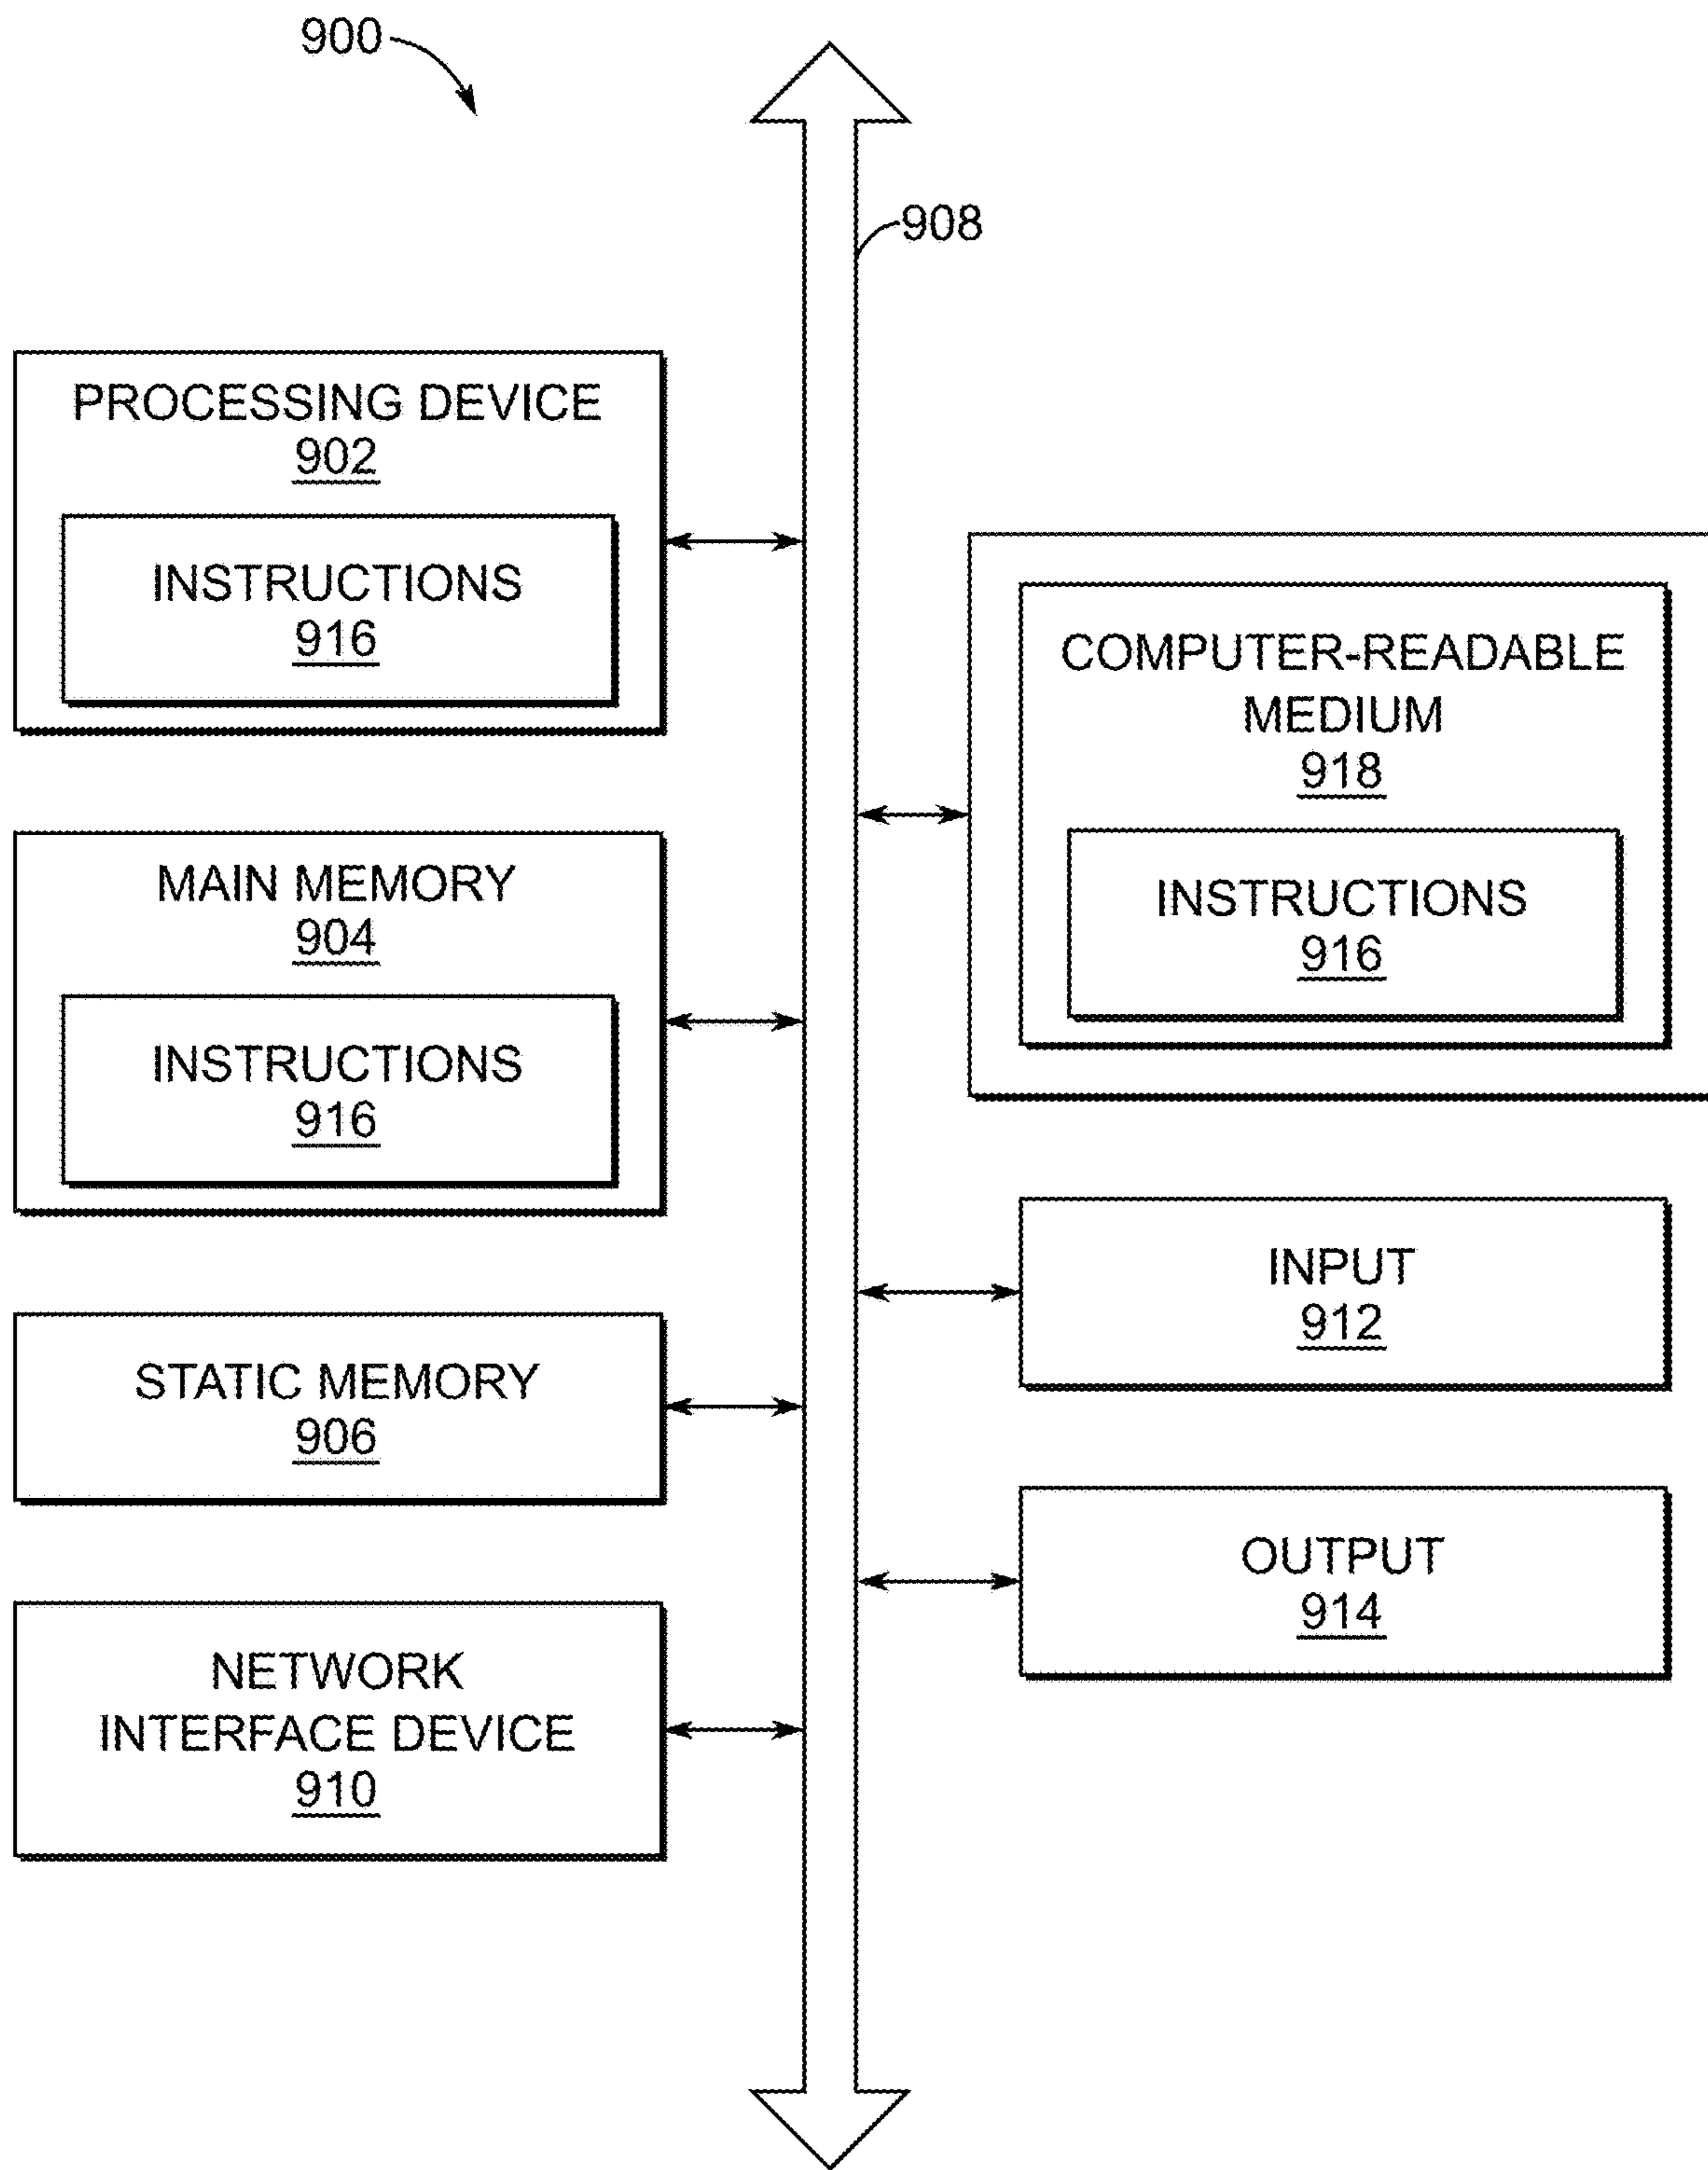 900
908
PROCESSING DEVICE
902
INSTRUCTIONS
916
MAIN MEMORY
904
INSTRUCTIONS
916
STATIC MEMORY
906
NETWORK
INTERFACE DEVICE
910
COMPUTER-READABLE
MEDIUM
918
INSTRUCTIONS
916
INPUT
912
OUTPUT
914